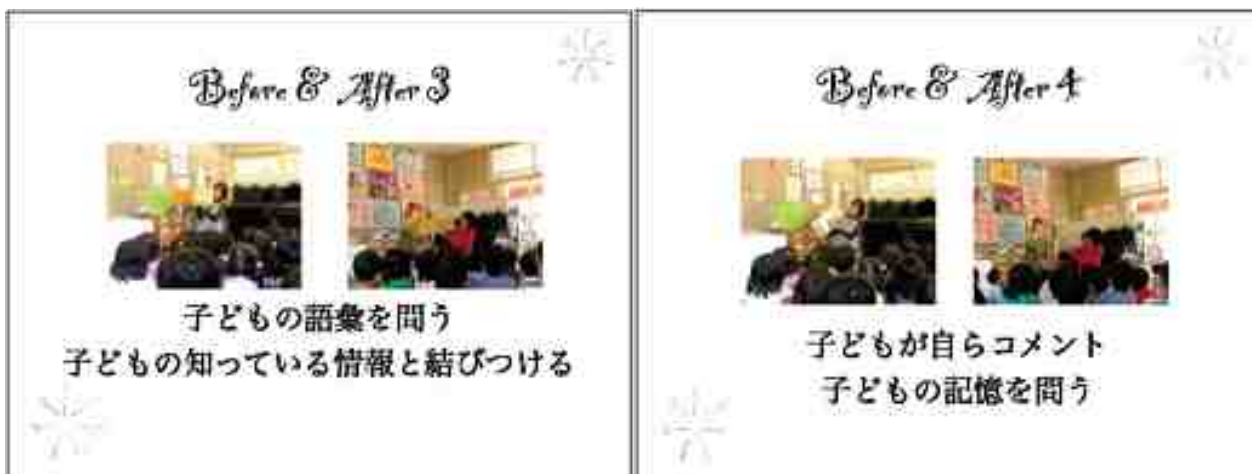 Before & After 3
子どもの語彙を問う
子どもの知っている情報と結びつける
Before & After 4
子どもが自らコメント
子どもの記憶を問う